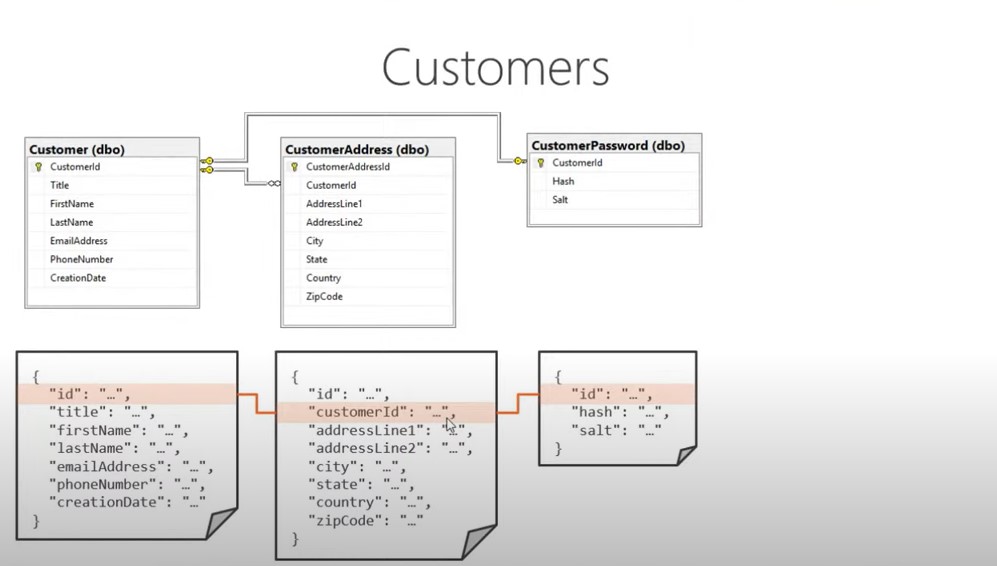 Customers
Customer (dbo)
CustomerId
Title
FirstName
LastName
EmailAddress
PhoneNumber
CreationDate
CustomerAddress (dbo)
CustomerAddressId
CustomerId
AddressLine1
AddressLine2
City
State
Country
ZipCode
CustomerPassword (dbo)
CustomerId
Hash
Salt
{
"id": "…",
"title": "…",
"firstName": "…",
"lastName": "…",
"emailAddress": "…",
"phoneNumber": "…",
"creationDate": "…"
}
{
"id": "…",
"customerId": "…",
"addressLine1": "…",
"addressLine2": "…",
"city": "…",
"state": "…",
"country": "…",
"zipCode": "…"
}
{
"id": "…",
"hash": "…",
"salt": "…"
}